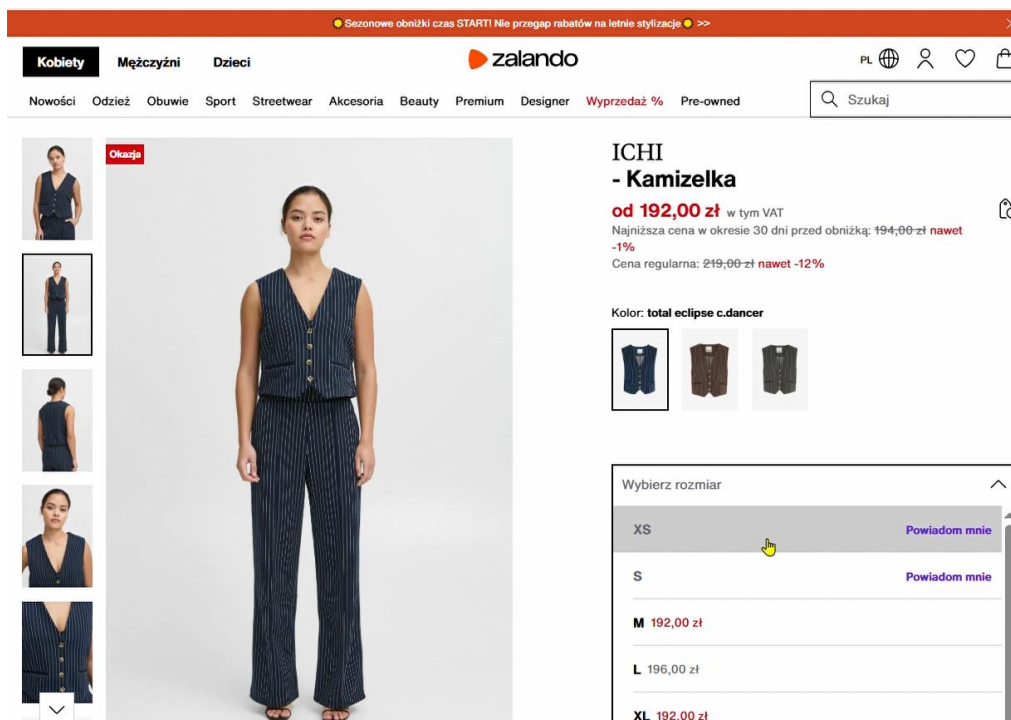 Sezonowe obniżki czas START! Nie przegap rabatów na letnie stylizacje >>
Kobiety Mężczyźni Dzieci
zalando
PL
Nowości Odzież Obuwie Sport Streetwear Akcesoria Beauty Premium Designer Wyprzedaż % Pre-owned
Szukaj
Okazja
ICHI
- Kamizelka
od 192,00 zł w tym VAT
Najniższa cena w okresie 30 dni przed obniżką: 194,00 zł nawet
-1%
Cena regularna: 219,00 zł nawet -12%
Kolor: total eclipse c.dancer
Wybierz rozmiar
XS Powiadom mnie
S Powiadom mnie
M 192,00 zł
L 196,00 zł
XL 192,00 zł